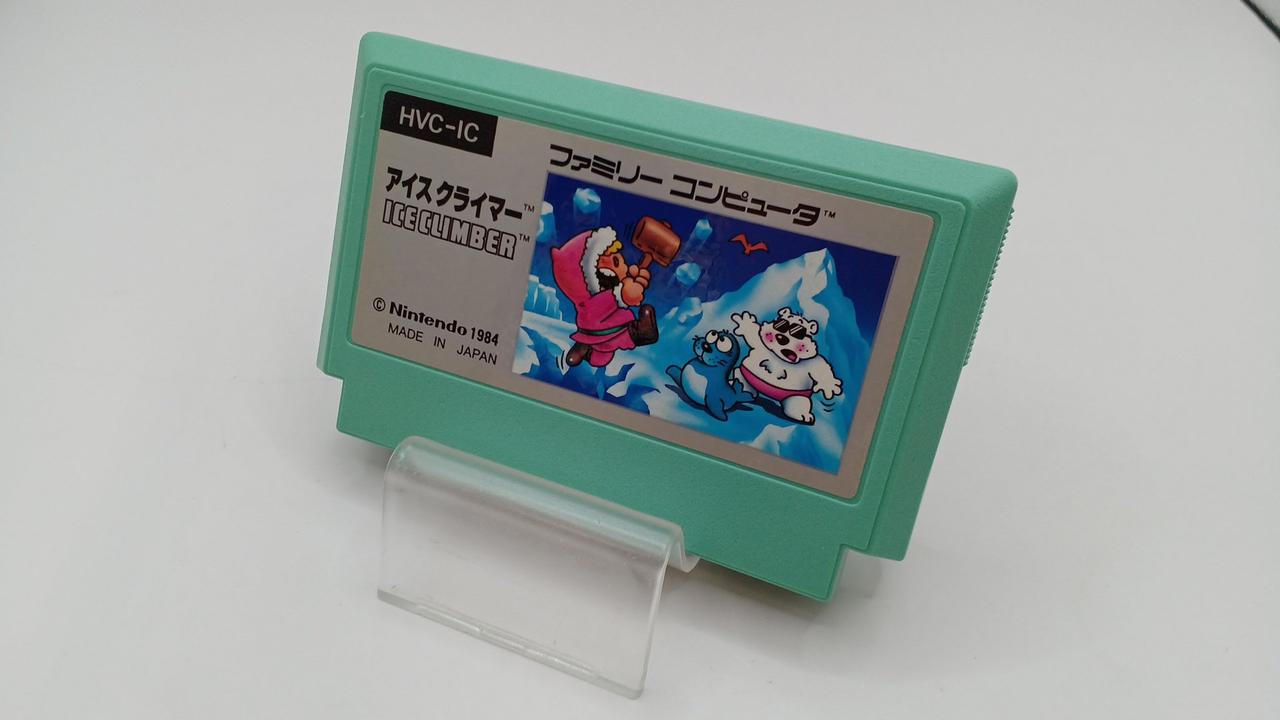 HVC-IC
ファミリー コンピュータ™
アイスクライマー™
ICE CLIMBER™
© Nintendo 1984
MADE IN JAPAN